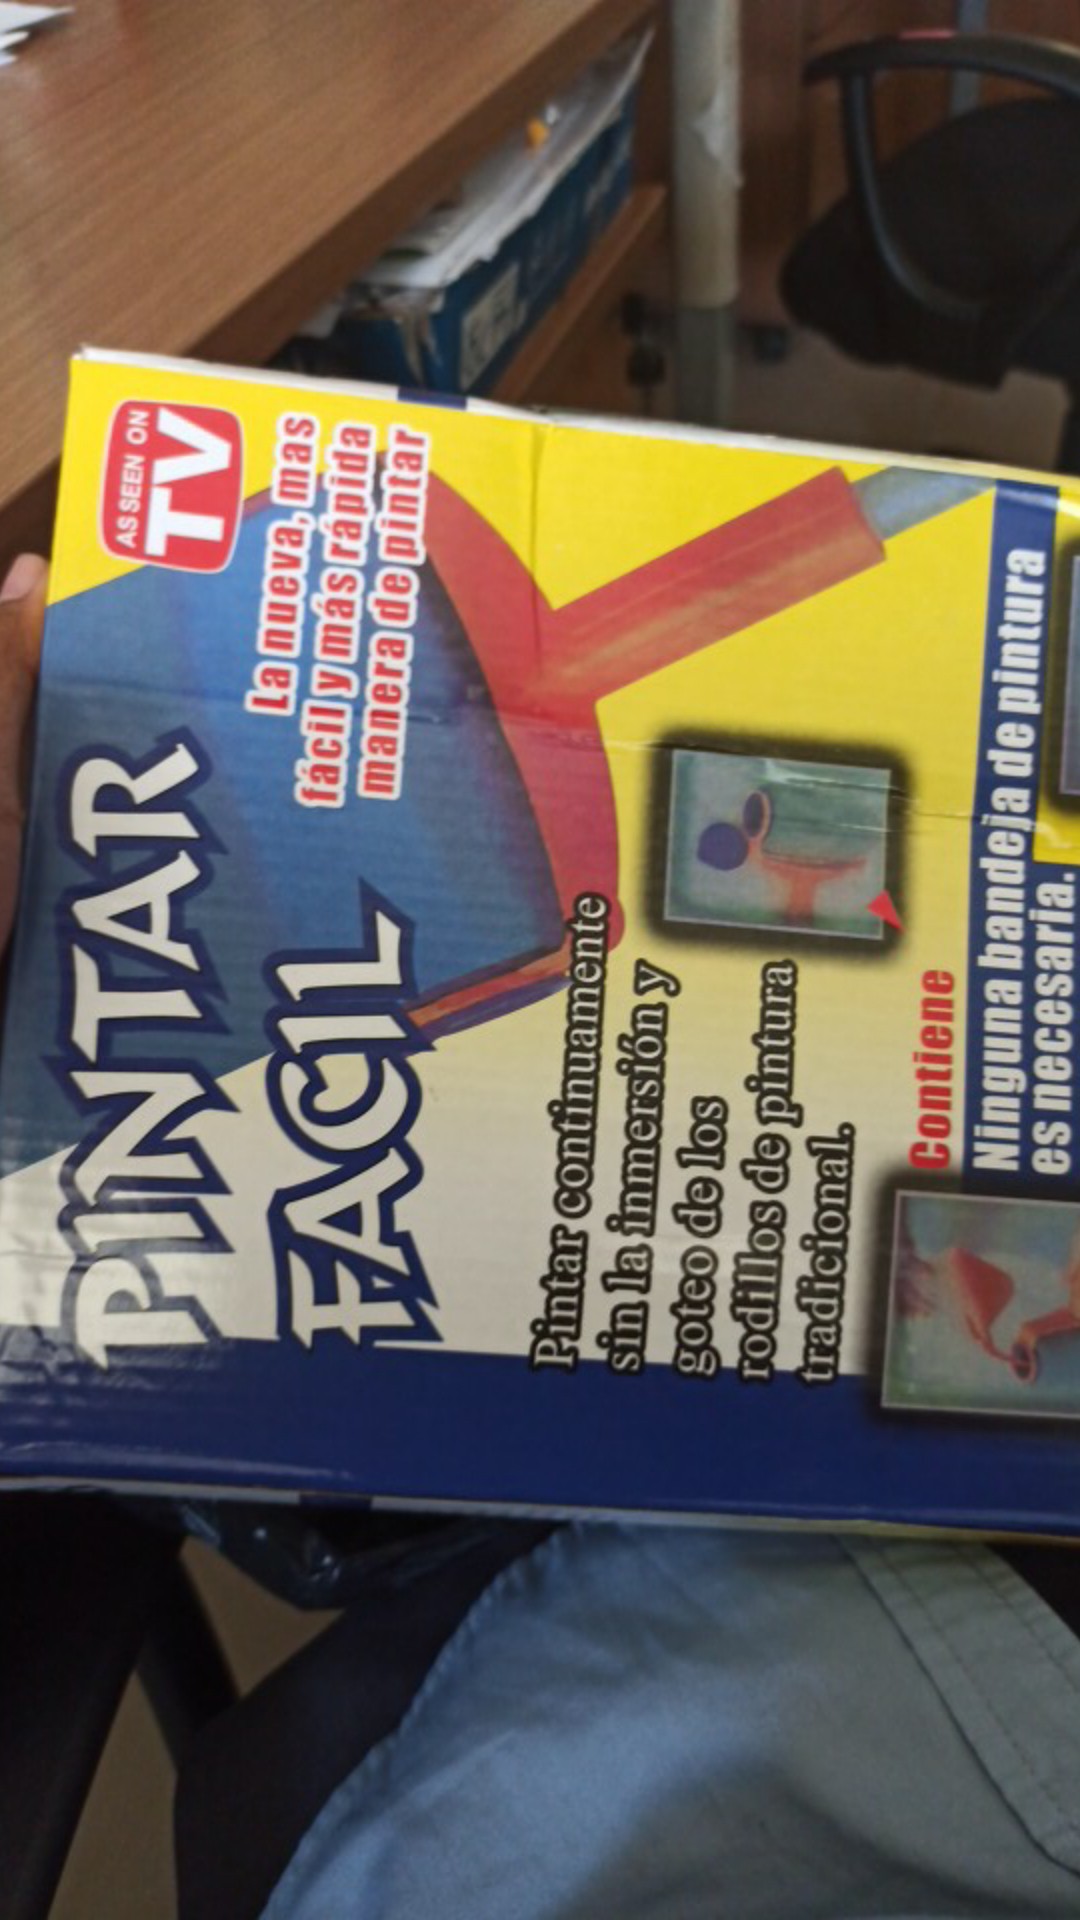 PINTAR
FACIL
AS SEEN ON
TV
La nueva, mas
fácil y más rápida
manera de pintar
Pintar continuamente
sin la inmersión y
goteo de los
rodillos de pintura
tradicional.
Contiene
Ninguna bandeja de pintura
es necesaria.